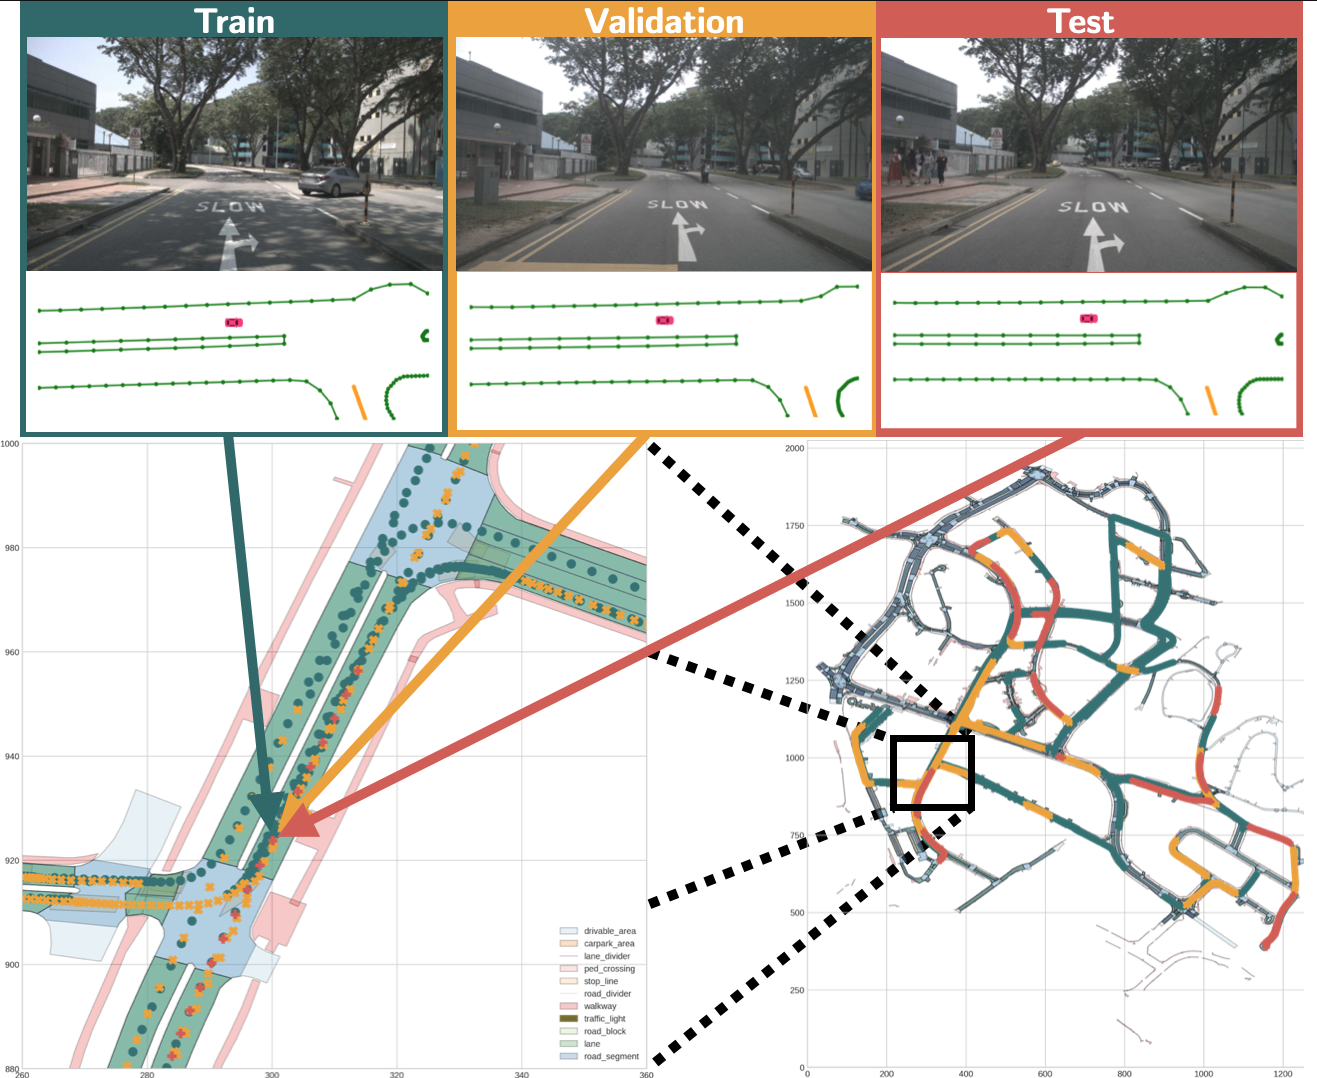 Train
Validation
Test
SLOW
SLOW
SLOW
1000
980
960
940
920
900
880
260
280
300
320
340
360
drivable_area
carpark_area
lane_divider
ped_crossing
stop_line
road_divider
walkway
traffic_light
road_block
lane
road_segment
2000
1750
1500
1250
1000
750
500
250
0
0
200
400
600
800
1000
1200